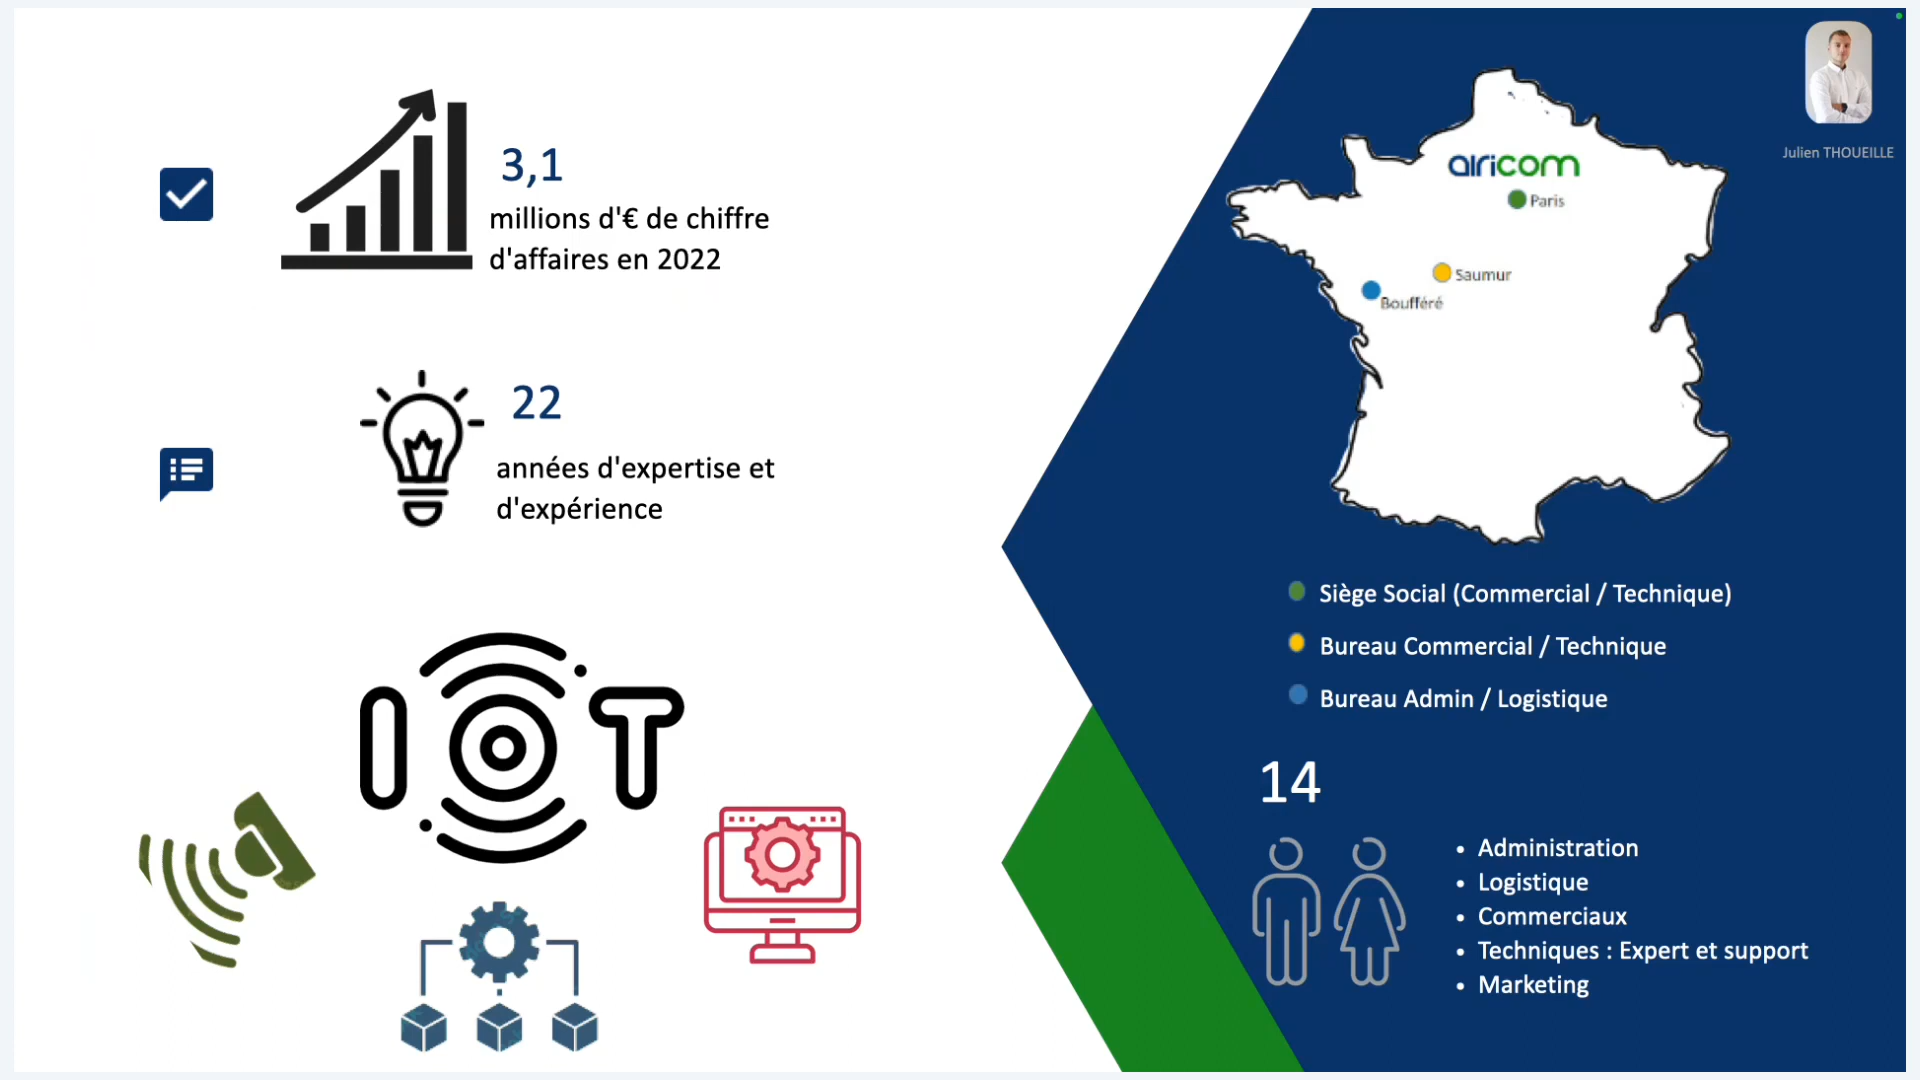 3,1
millions d'€ de chiffre
d'affaires en 2022
22
années d'expertise et
d'expérience
IOT
Julien THOUEILLE
airicom
Paris
Saumur
Boufféré
Siège Social (Commercial / Technique)
Bureau Commercial / Technique
Bureau Admin / Logistique
14
• Administration
• Logistique
• Commerciaux
• Techniques : Expert et support
• Marketing